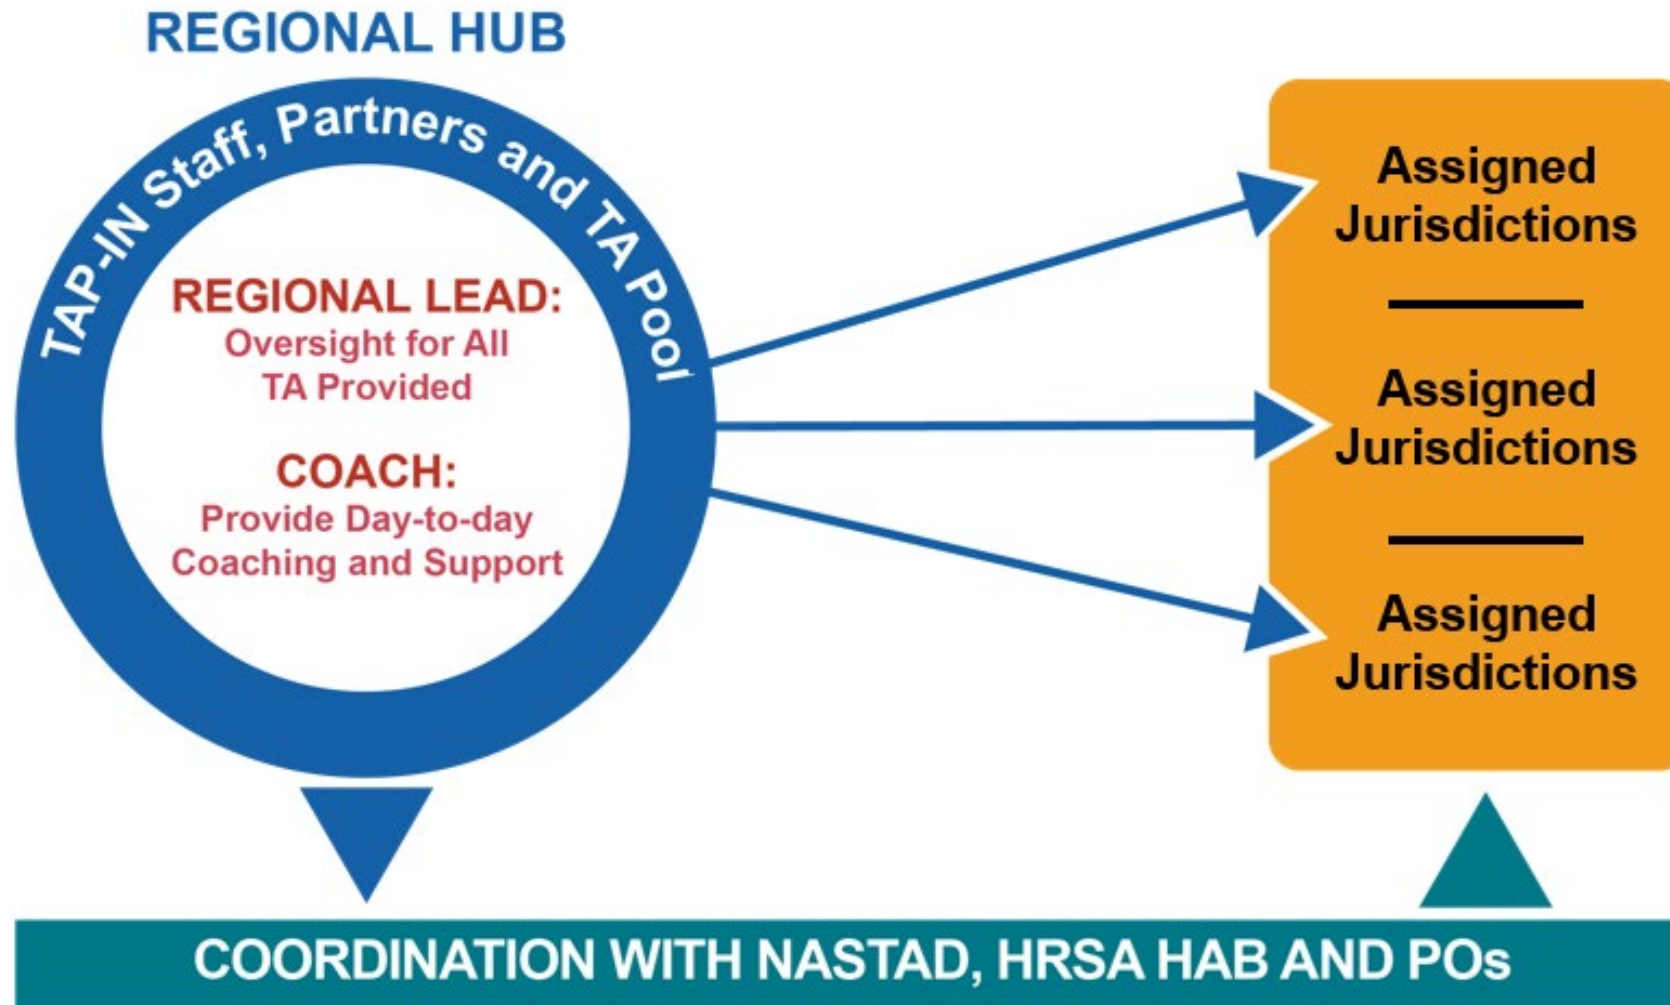 REGIONAL HUB
TAP-IN Staff, Partners and TA Pool
REGIONAL LEAD:
Oversight for All
TA Provided
COACH:
Provide Day-to-day
Coaching and Support
Assigned
Jurisdictions
Assigned
Jurisdictions
Assigned
Jurisdictions
COORDINATION WITH NASTAD, HRSA HAB AND POs